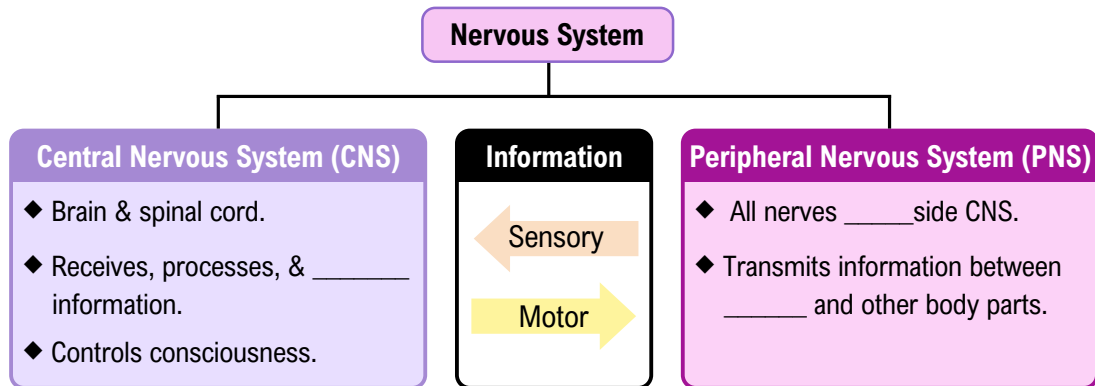 Nervous System
Central Nervous System (CNS)
◆ Brain & spinal cord.
◆ Receives, processes, & _______
information.
◆ Controls consciousness.
Information
Sensory
Motor
Peripheral Nervous System (PNS)
◆ All nerves _____side CNS.
◆ Transmits information between
______ and other body parts.